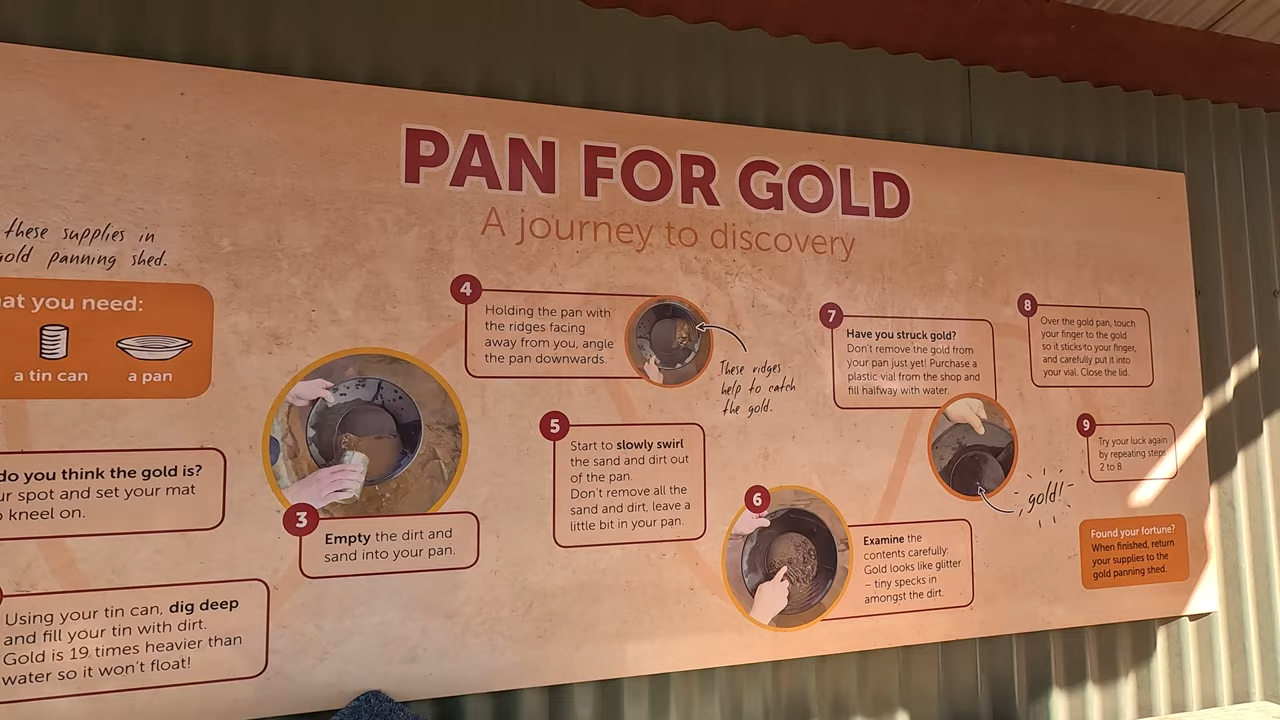 PAN FOR GOLD
A journey to discovery
these supplies in
gold panning shed.
at you need:
a tin can
a pan
do you think the gold is?
ur spot and set your mat
kneel on.
Using your tin can, dig deep
and fill your tin with dirt.
Gold is 19 times heavier than
water so it won't float!
3
Empty the dirt and
sand into your pan.
4
Holding the pan with
the ridges facing
away from you, angle
the pan downwards.
These ridges
help to catch
the gold.
5
Start to slowly swirl
the sand and dirt out
of the pan.
Don't remove all the
sand and dirt, leave a
little bit in your pan.
6
Examine the
contents carefully:
Gold looks like glitter
– tiny specks in
amongst the dirt.
7
Have you struck gold?
Don't remove the gold from
your pan just yet! Purchase a
plastic vial from the shop and
fill halfway with water.
gold!
8
Over the gold pan, touch
your finger to the gold
so it sticks to your finger,
and carefully put it into
your vial. Close the lid.
9
Try your luck again
by repeating steps
2 to 8.
Found your fortune?
When finished, return
your supplies to the
gold panning shed.